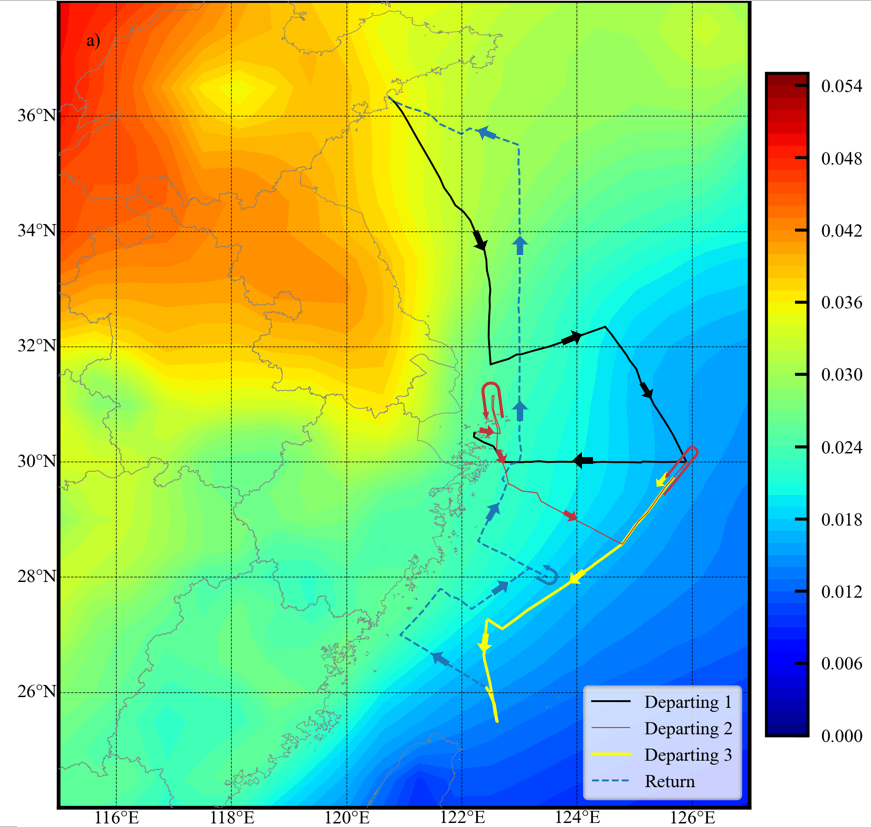 a)
36°N
34°N
32°N
30°N
28°N
26°N
116°E
118°E
120°E
122°E
124°E
126°E
Departing 1
Departing 2
Departing 3
Return
0.054
0.048
0.042
0.036
0.030
0.024
0.018
0.012
0.006
0.000